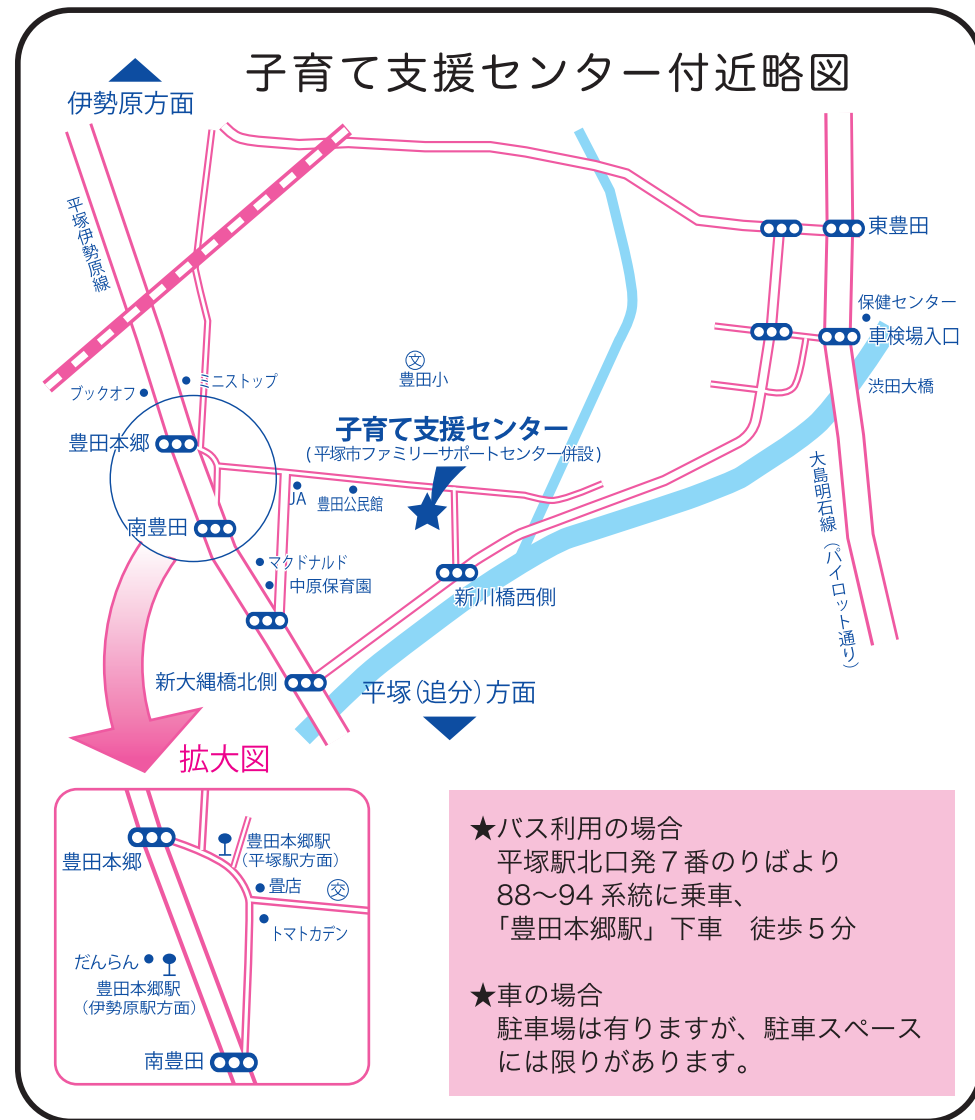 子育て支援センター付近略図
伊勢原方面
平塚伊勢原線
東豊田
保健センター
車検場入口
渋田大橋
文
豊田小
ミニストップ
ブックオフ
豊田本郷
子育て支援センター
(平塚市ファミリーサポートセンター併設)
JA
豊田公民館
南豊田
マクドナルド
中原保育園
新川橋西側
大島明石線(パイロット通り)
新大縄橋北側
平塚(追分)方面
拡大図
豊田本郷
豊田本郷駅
(平塚駅方面)
畳店
交
トマトカデン
だんらん
豊田本郷駅
(伊勢原駅方面)
南豊田
★バス利用の場合
平塚駅北口発7番のりばより
88〜94系統に乗車、
「豊田本郷駅」下車　徒歩5分
★車の場合
駐車場は有りますが、駐車スペース
には限りがあります。